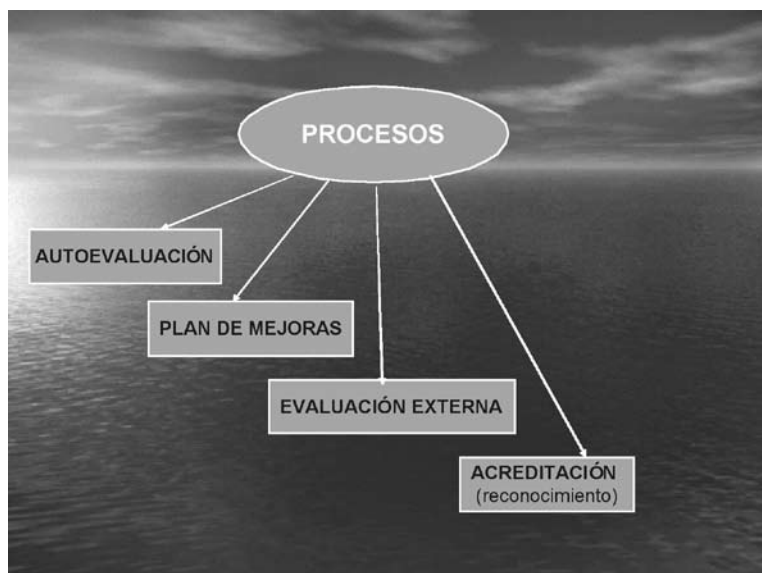 PROCESOS
AUTOEVALUACIÓN
PLAN DE MEJORAS
EVALUACIÓN EXTERNA
ACREDITACIÓN
(reconocimiento)